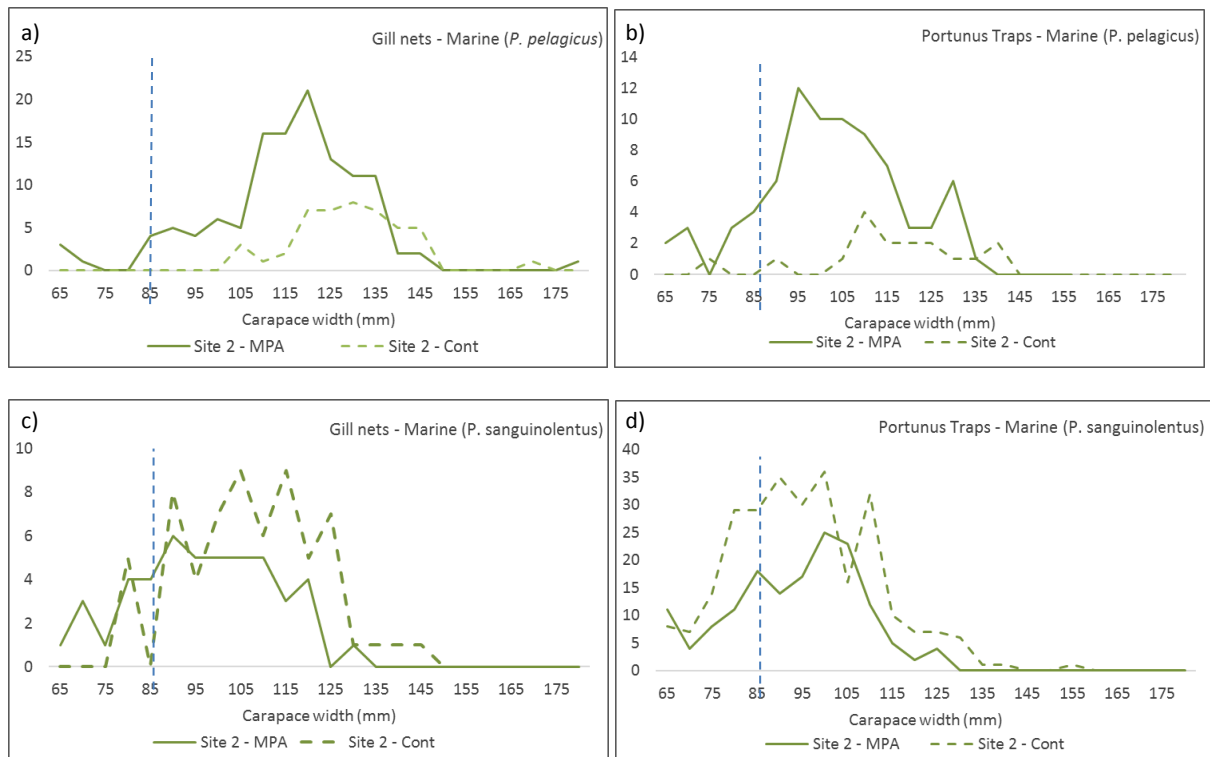 a)
Gill nets - Marine (P. pelagicus)
25
20
15
10
5
0
65 75 85 95 105 115 125 135 145 155 165 175
Carapace width (mm)
Site 2 - MPA Site 2 - Cont
b)
Portunus Traps - Marine (P. pelagicus)
14
12
10
8
6
4
2
0
65 75 85 95 105 115 125 135 145 155 165 175
Carapace width (mm)
Site 2 - MPA Site 2 - Cont
c)
Gill nets - Marine (P. sanguinolentus)
10
8
6
4
2
0
65 75 85 95 105 115 125 135 145 155 165 175
Carapace width (mm)
Site 2 - MPA Site 2 - Cont
d)
Portunus Traps - Marine (P. sanguinolentus)
40
35
30
25
20
15
10
5
0
65 75 85 95 105 115 125 135 145 155 165 175
Carapace width (mm)
Site 2 - MPA Site 2 - Cont